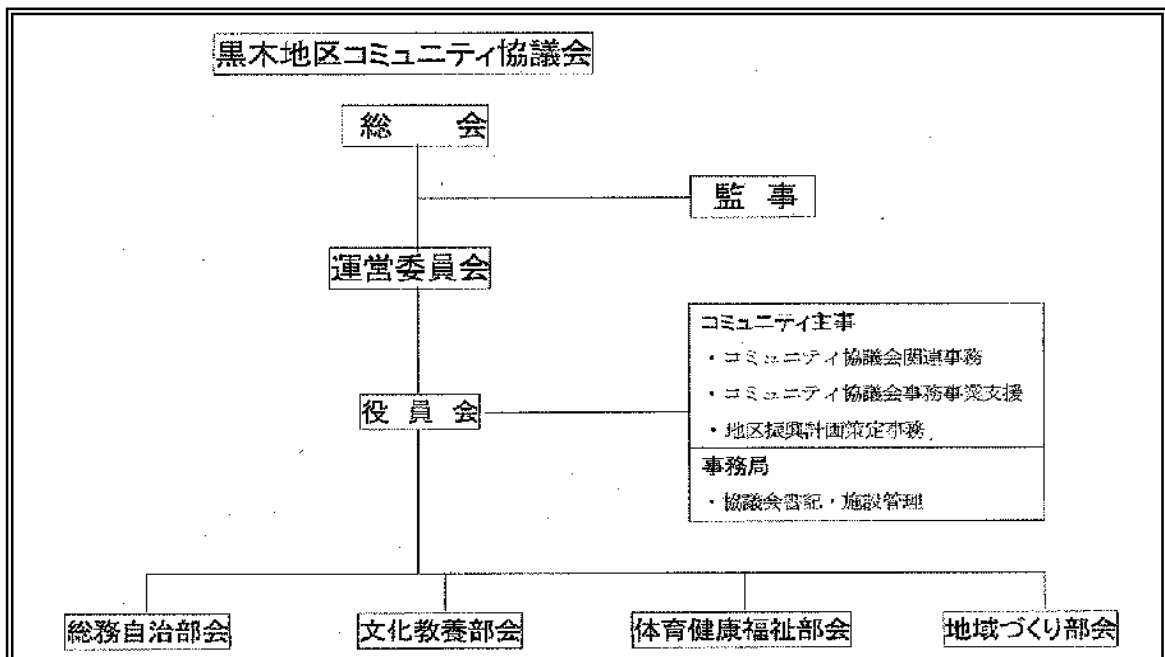 黒木地区コミュニティ協議会
総 会
監 事
運営委員会
コミュニティ主事
・コミュニティ協議会関連事務
・コミュニティ協議会事務事業支援
・地区振興計画策定事務
役 員 会
事務局
・協議会書記・施設管理
総務自治部会
文化教養部会
体育健康福祉部会
地域づくり部会